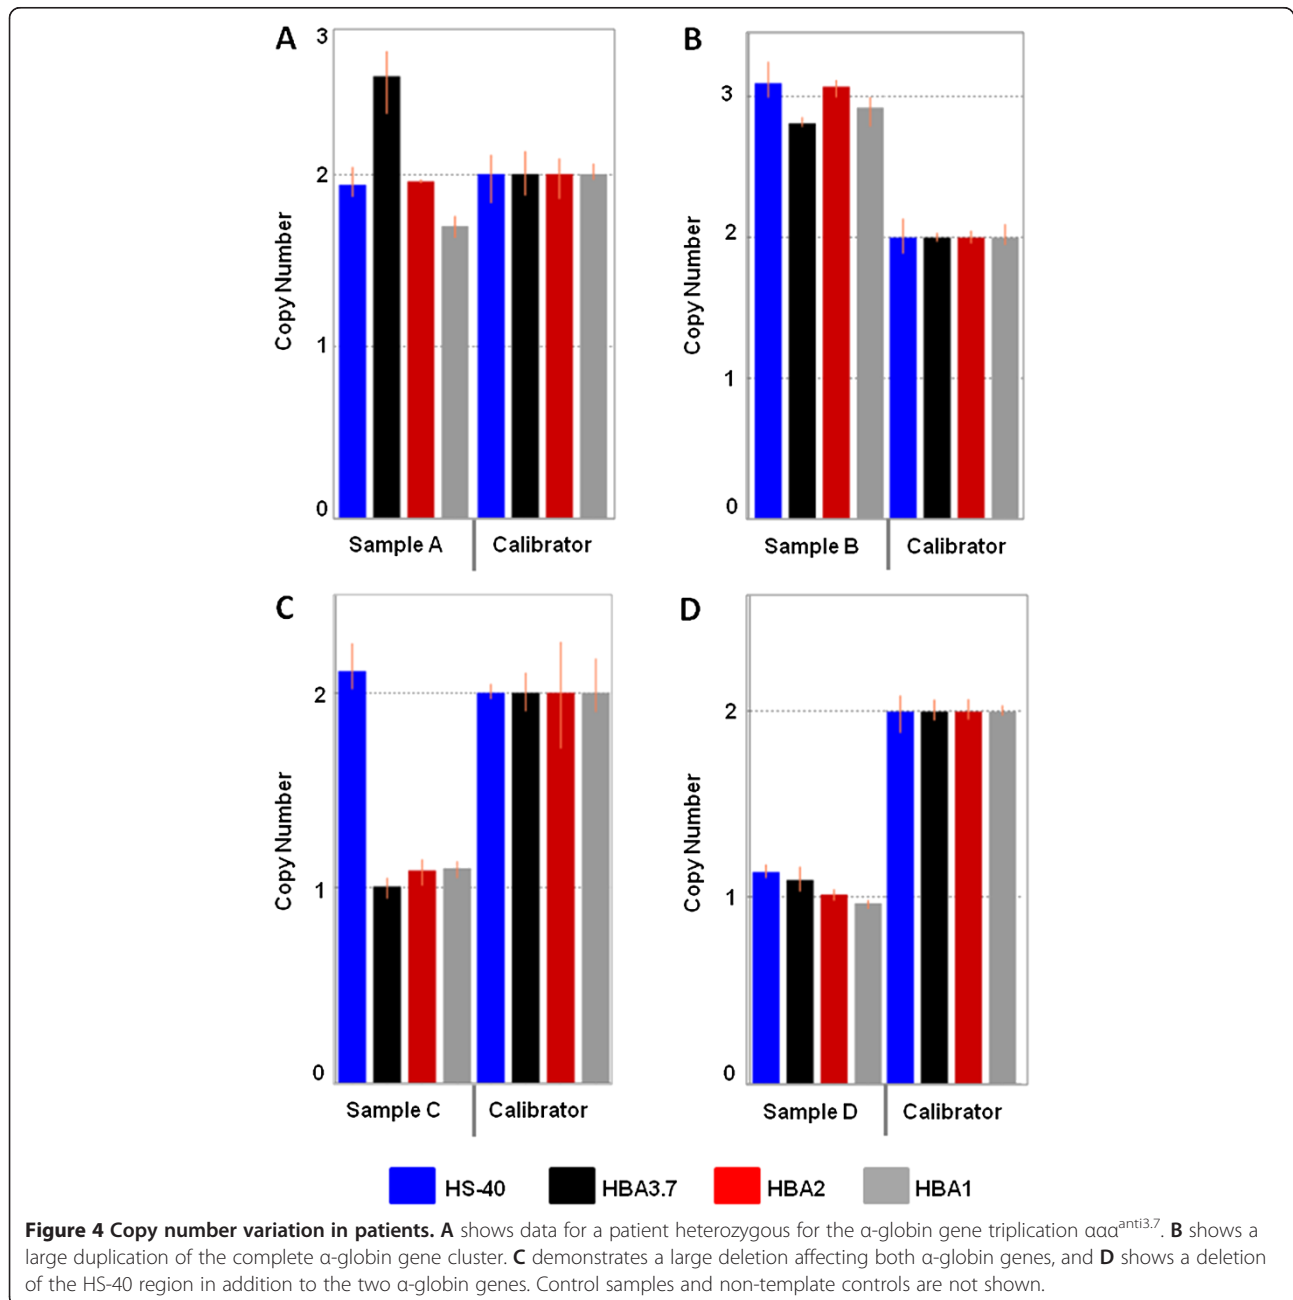 A
3
2
1
0
Copy Number
Sample A
Calibrator
B
3
2
1
0
Copy Number
Sample B
Calibrator
C
2
1
0
Copy Number
Sample C
Calibrator
D
2
1
0
Copy Number
Sample D
Calibrator
HS-40 HBA3.7 HBA2 HBA1
Figure 4 Copy number variation in patients. A shows data for a patient heterozygous for the α-globin gene triplication ααα^anti3.7. B shows a
large duplication of the complete α-globin gene cluster. C demonstrates a large deletion affecting both α-globin genes, and D shows a deletion
of the HS-40 region in addition to the two α-globin genes. Control samples and non-template controls are not shown.